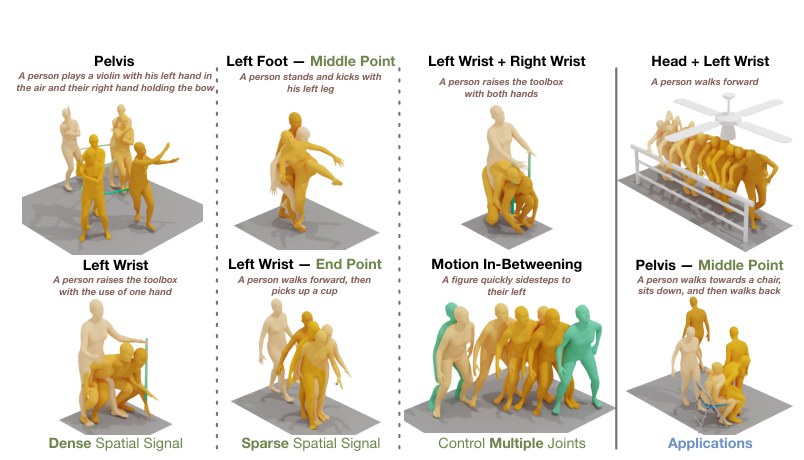 Pelvis
A person plays a violin with his left hand in
the air and their right hand holding the bow
Left Foot — Middle Point
A person stands and kicks with
his left leg
Left Wrist + Right Wrist
A person raises the toolbox
with both hands
Head + Left Wrist
A person walks forward
Left Wrist
A person raises the toolbox
with the use of one hand
Left Wrist — End Point
A person walks forward, then
picks up a cup
Motion In-Betweening
A figure quickly sidesteps to
their left
Pelvis — Middle Point
A person walks towards a chair,
sits down, and then walks back
Dense Spatial Signal
Sparse Spatial Signal
Control Multiple Joints
Applications